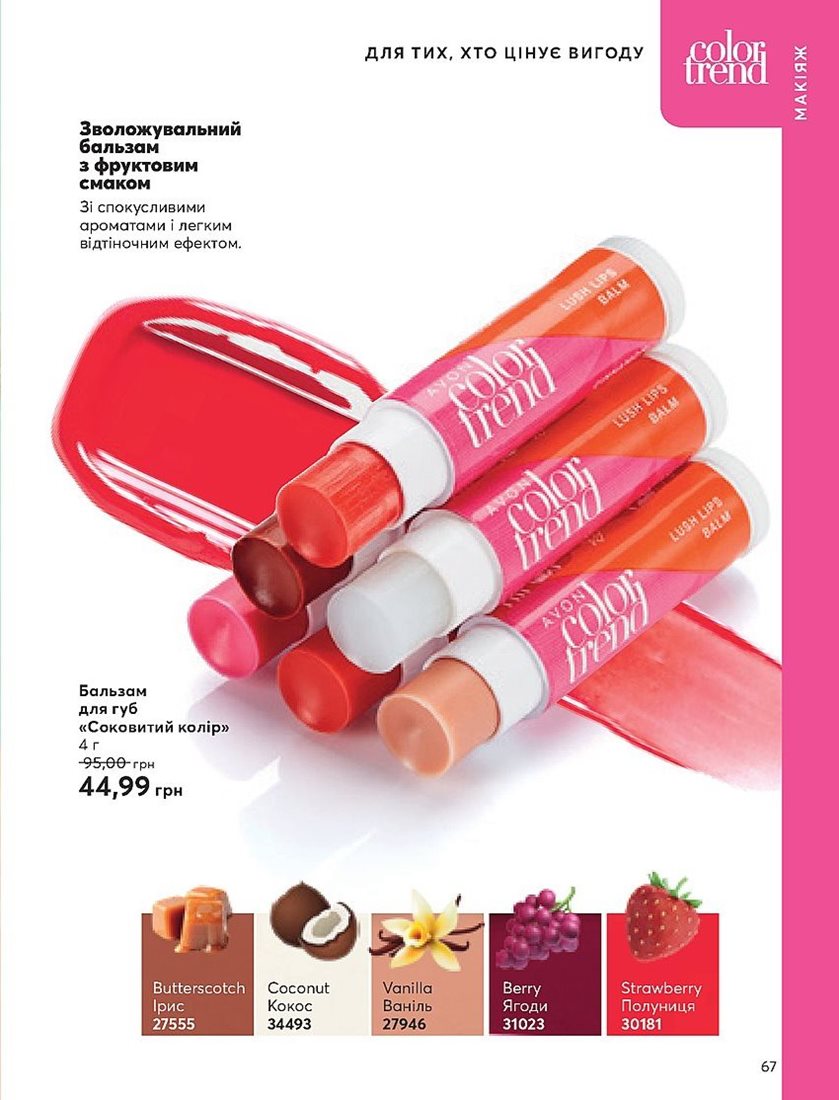 ДЛЯ ТИХ, ХТО ЦІНУЄ ВИГОДУ
color
trend
МАКІЯЖ
Зволожувальний
бальзам
з фруктовим
смаком
Зі спокусливими
ароматами і легким
відтіночним ефектом.
LUSH LIPS
BALM
AVON
color
trend
LUSH LIPS
BALM
AVON
color
trend
LUSH LIPS
BALM
AVON
color
trend
Бальзам
для губ
«Соковитий колір»
4 г
95,00 грн
44,99 грн
Butterscotch
Ірис
27555
Coconut
Кокос
34493
Vanilla
Ваніль
27946
Berry
Ягоди
31023
Strawberry
Полуниця
30181
67